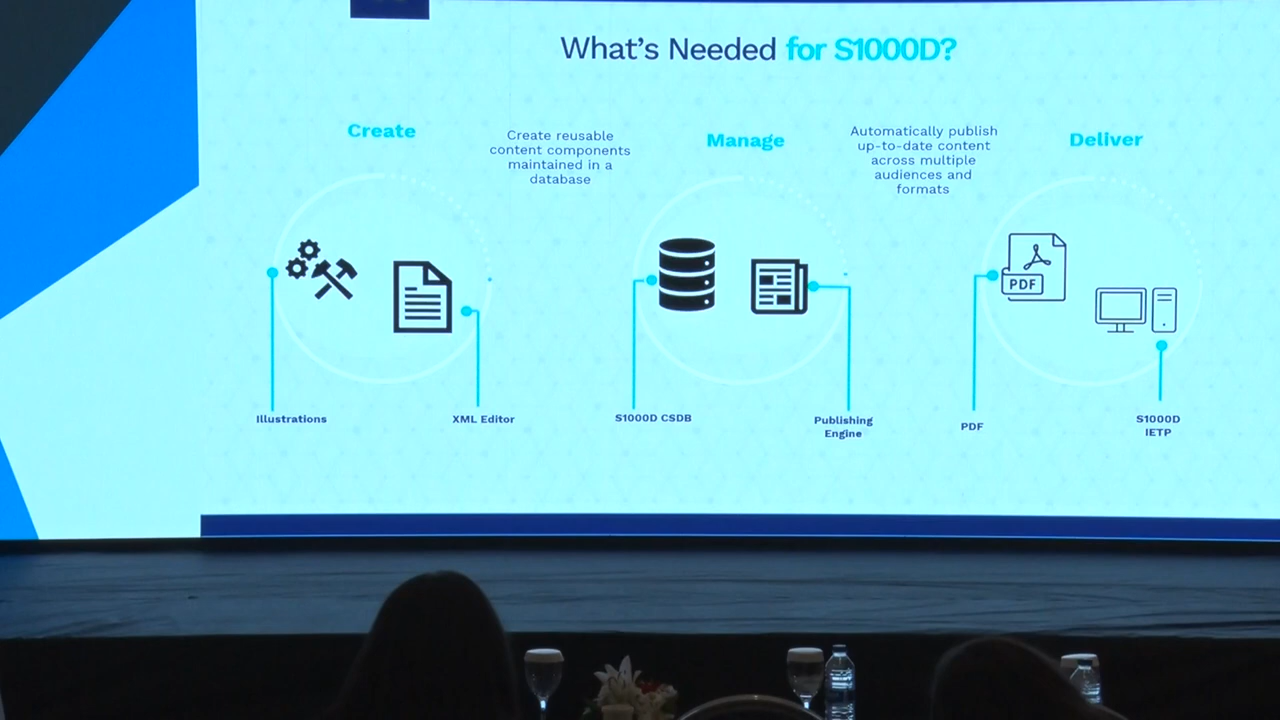 What's Needed for S1000D?
Create
Create reusable
content components
maintained in a
database
Manage
Automatically publish
up-to-date content
across multiple
audiences and
formats
Deliver
PDF
Illustrations
XML Editor
S1000D CSDB
Publishing
Engine
PDF
S1000D
IETP